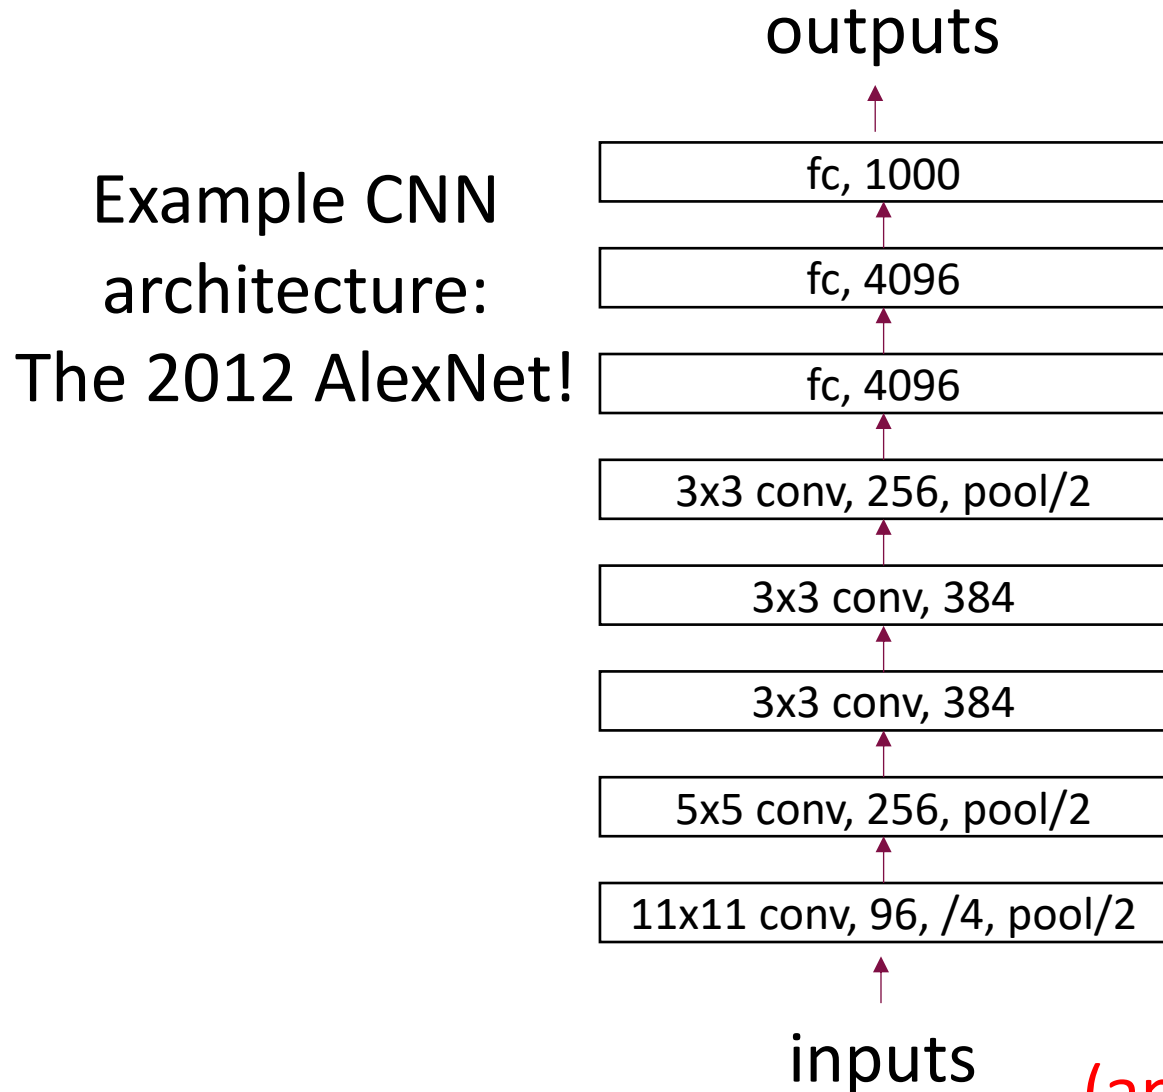 outputs
Example CNN
architecture:
The 2012 AlexNet!
fc, 1000
fc, 4096
fc, 4096
3x3 conv, 256, pool/2
3x3 conv, 384
3x3 conv, 384
5x5 conv, 256, pool/2
11x11 conv, 96, /4, pool/2
inputs